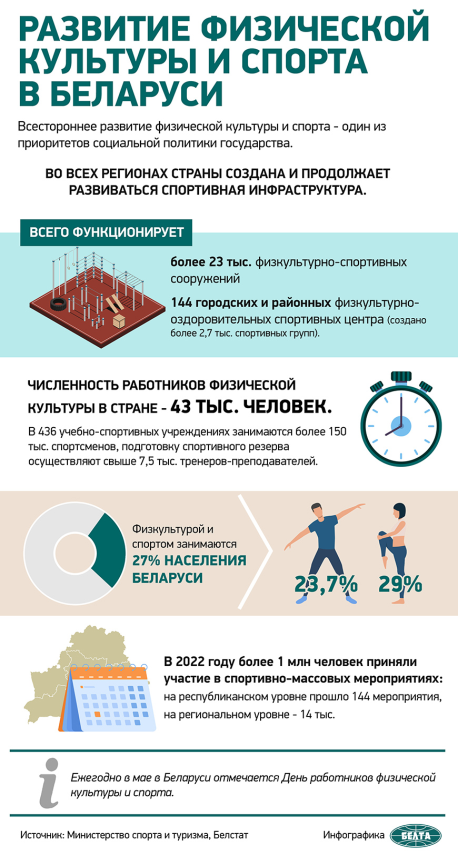 РАЗВИТИЕ ФИЗИЧЕСКОЙ
КУЛЬТУРЫ И СПОРТА
В БЕЛАРУСИ
Всестороннее развитие физической культуры и спорта - один из
приоритетов социальной политики государства.
ВО ВСЕХ РЕГИОНАХ СТРАНЫ СОЗДАНА И ПРОДОЛЖАЕТ
РАЗВИВАТЬСЯ СПОРТИВНАЯ ИНФРАСТРУКТУРА.
ВСЕГО ФУНКЦИОНИРУЕТ
более 23 тыс. физкультурно-спортивных
сооружений
144 городских и районных физкультурно-
оздоровительных спортивных центра (создано
более 2,7 тыс. спортивных групп).
ЧИСЛЕННОСТЬ РАБОТНИКОВ ФИЗИЧЕСКОЙ
КУЛЬТУРЫ В СТРАНЕ - 43 ТЫС. ЧЕЛОВЕК.
В 436 учебно-спортивных учреждениях занимаются более 150
тыс. спортсменов, подготовку спортивного резерва
осуществляют свыше 7,5 тыс. тренеров-преподавателей.
Физкультурой и
спортом занимаются
27% НАСЕЛЕНИЯ
БЕЛАРУСИ
23,7% 29%
В 2022 году более 1 млн человек приняли
участие в спортивно-массовых мероприятиях:
на республиканском уровне прошло 144 мероприятия,
на региональном уровне - 14 тыс.
Ежегодно в мае в Беларуси отмечается День работников физической
культуры и спорта.
Источник: Министерство спорта и туризма, Белстат
Инфографика БЕЛТА